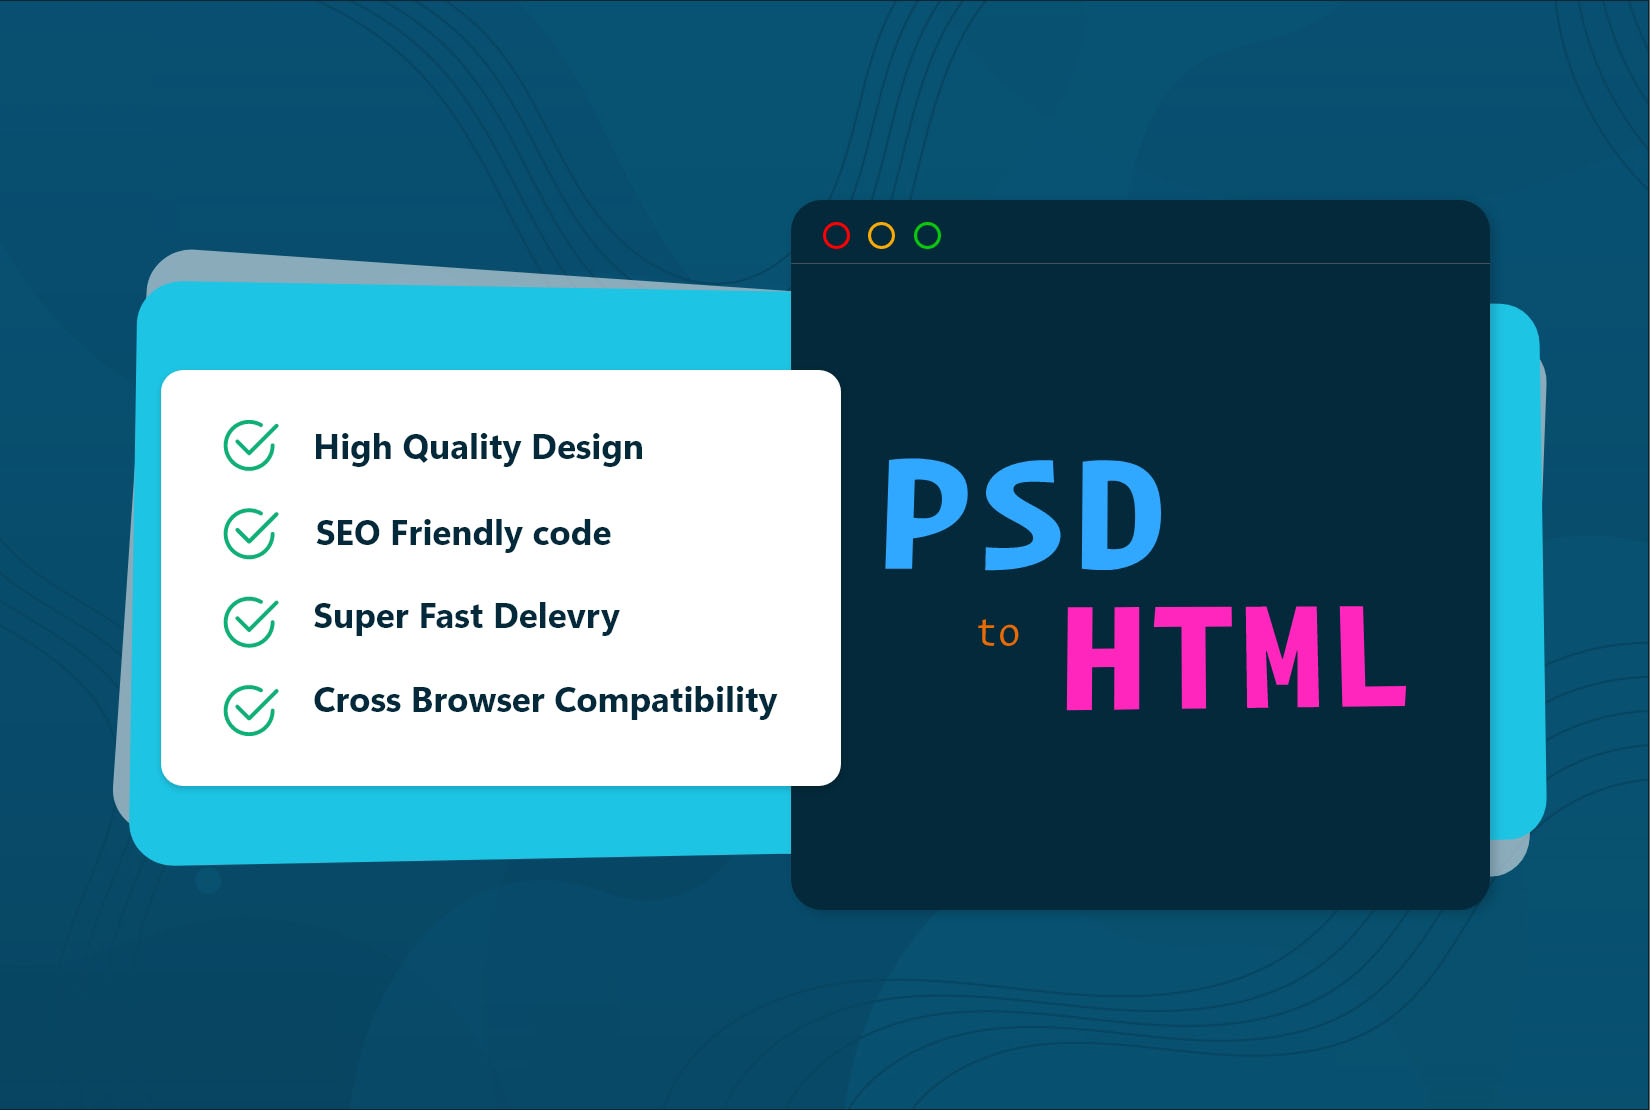 High Quality Design
SEO Friendly code
Super Fast Delevry
Cross Browser Compatibility
PSD
to HTML